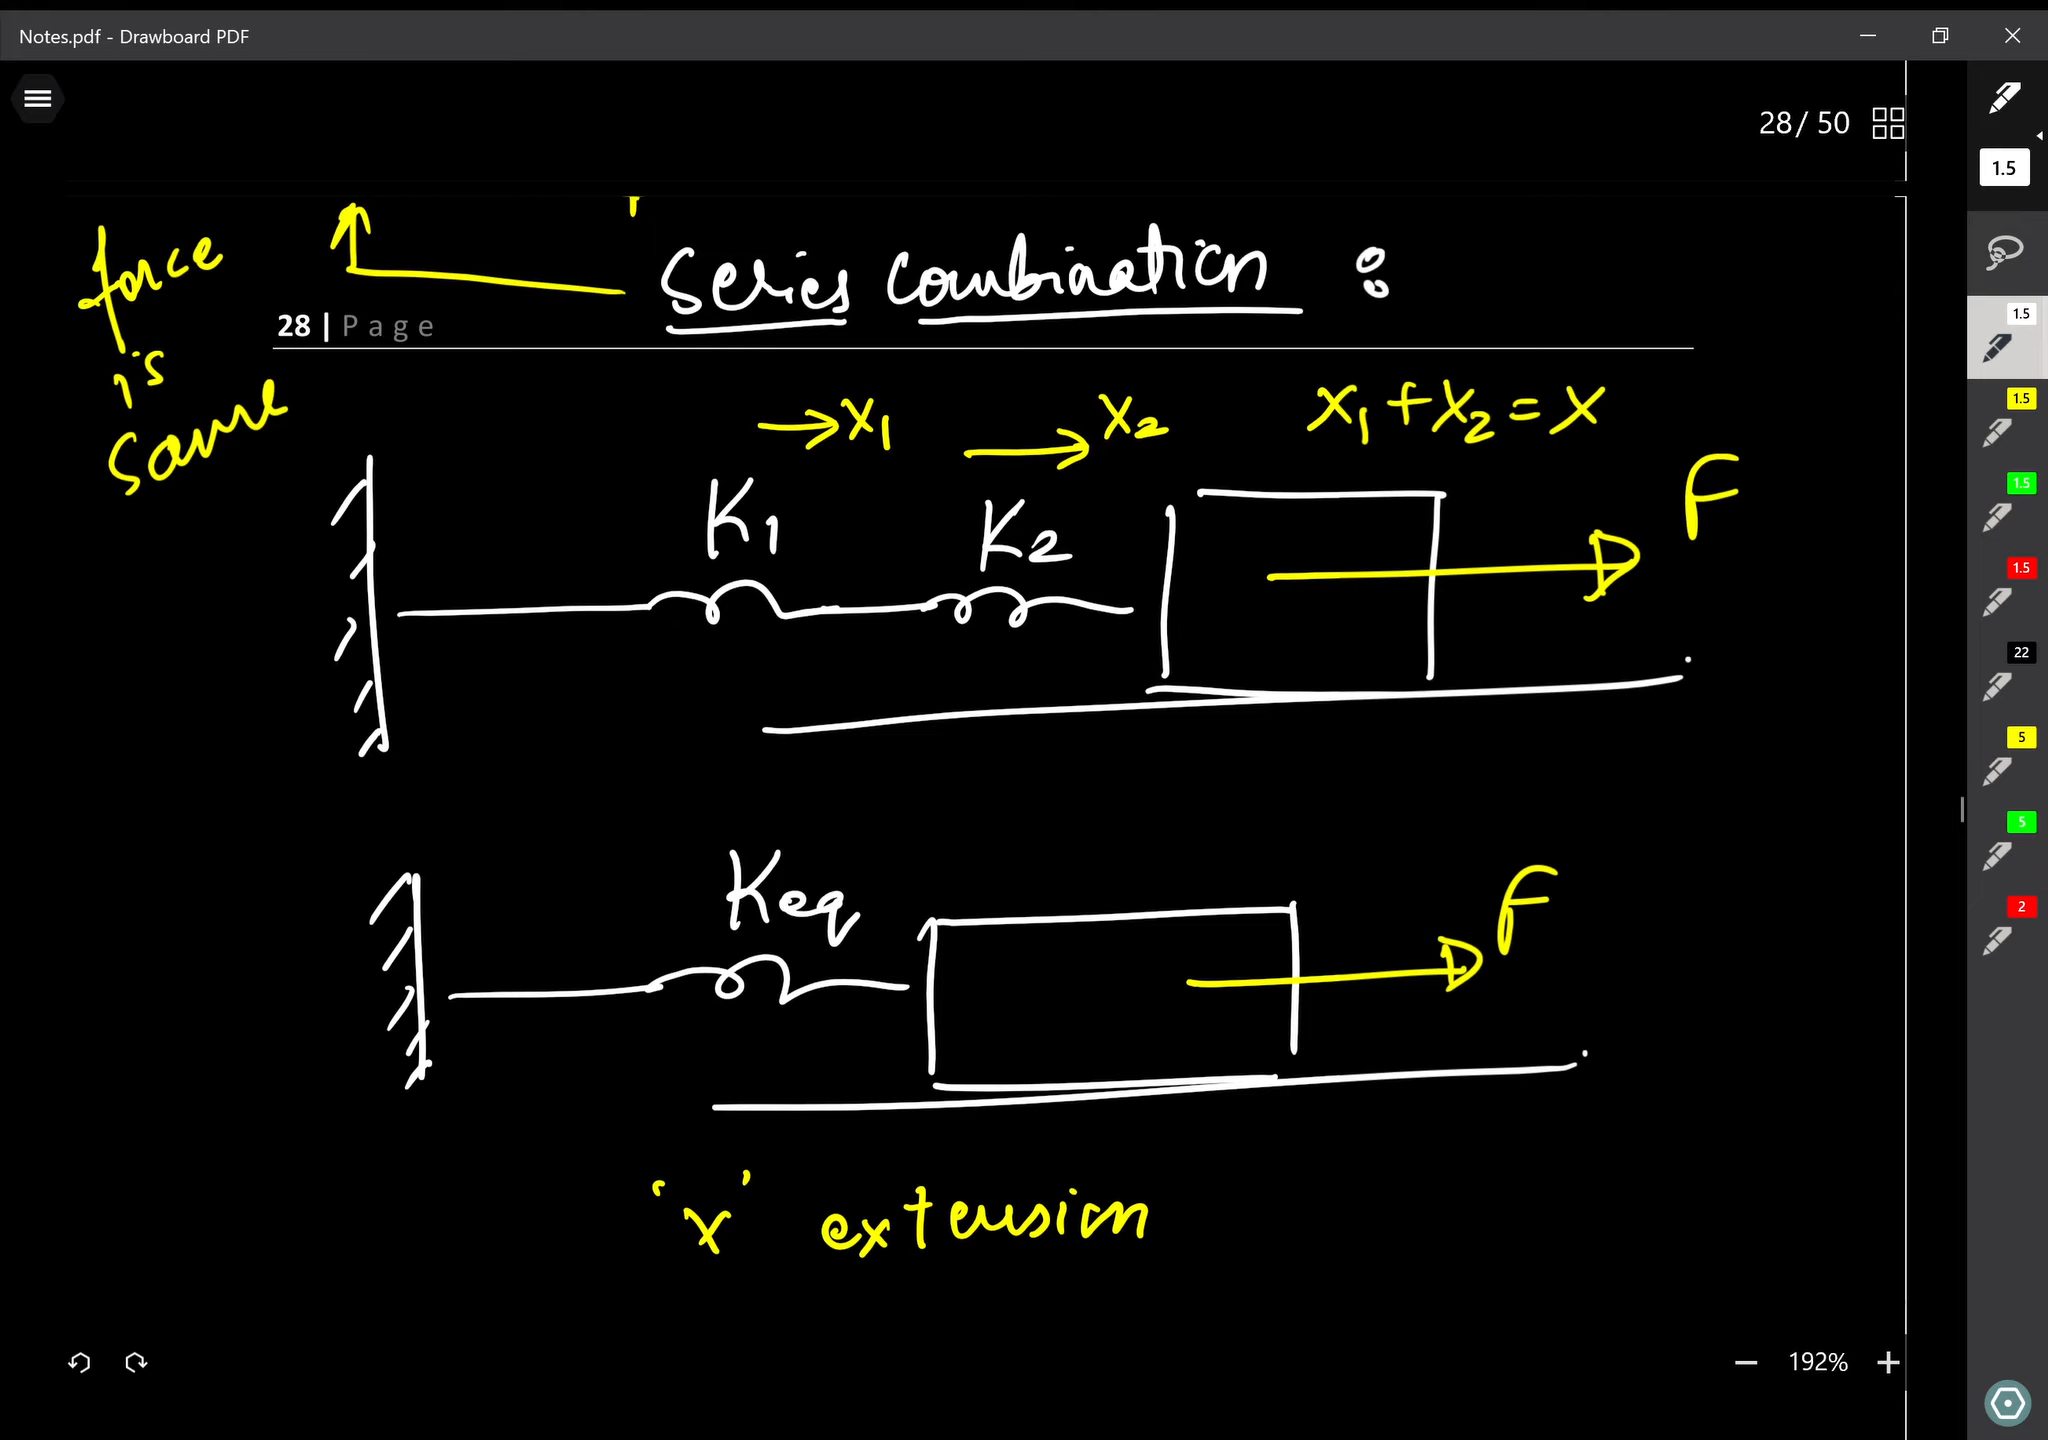 Notes.pdf - Drawboard PDF
28/ 50
1.5
force
is
same
Series Combination :
28 | Page
→ x₁
→ x₂
x₁ + x₂ = x
K₁
K₂
F
Keq
F
'x' extension
1.5
1.5
1.5
1.5
22
5
5
2
192%